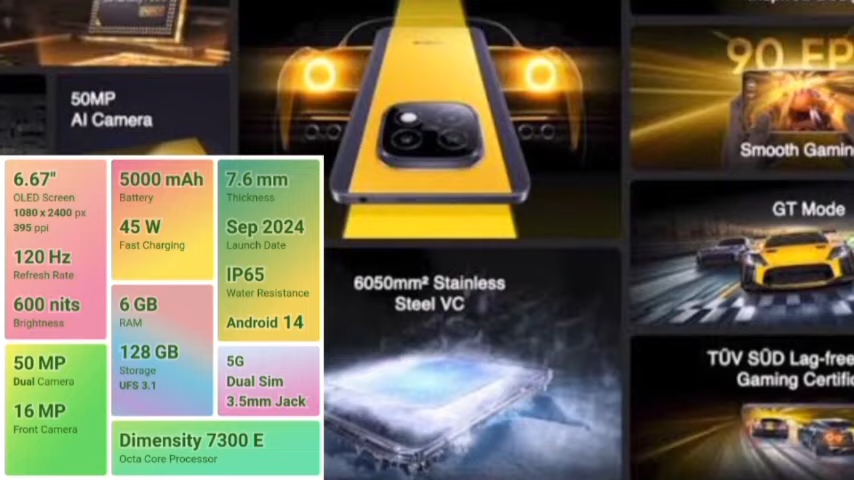 50MP
AI Camera
6.67"
OLED Screen
1080 x 2400 px
395 ppi
120 Hz
Refresh Rate
600 nits
Brightness
50 MP
Dual Camera
16 MP
Front Camera
5000 mAh
Battery
45 W
Fast Charging
6 GB
RAM
128 GB
Storage
UFS 3.1
7.6 mm
Thickness
Sep 2024
Launch Date
IP65
Water Resistance
Android 14
5G
Dual Sim
3.5mm Jack
Dimensity 7300 E
Octa Core Processor
6050mm² Stainless
Steel VC
90
Smooth Gamin
GT Mode
TÜV SÜD Lag-free
Gaming Certific